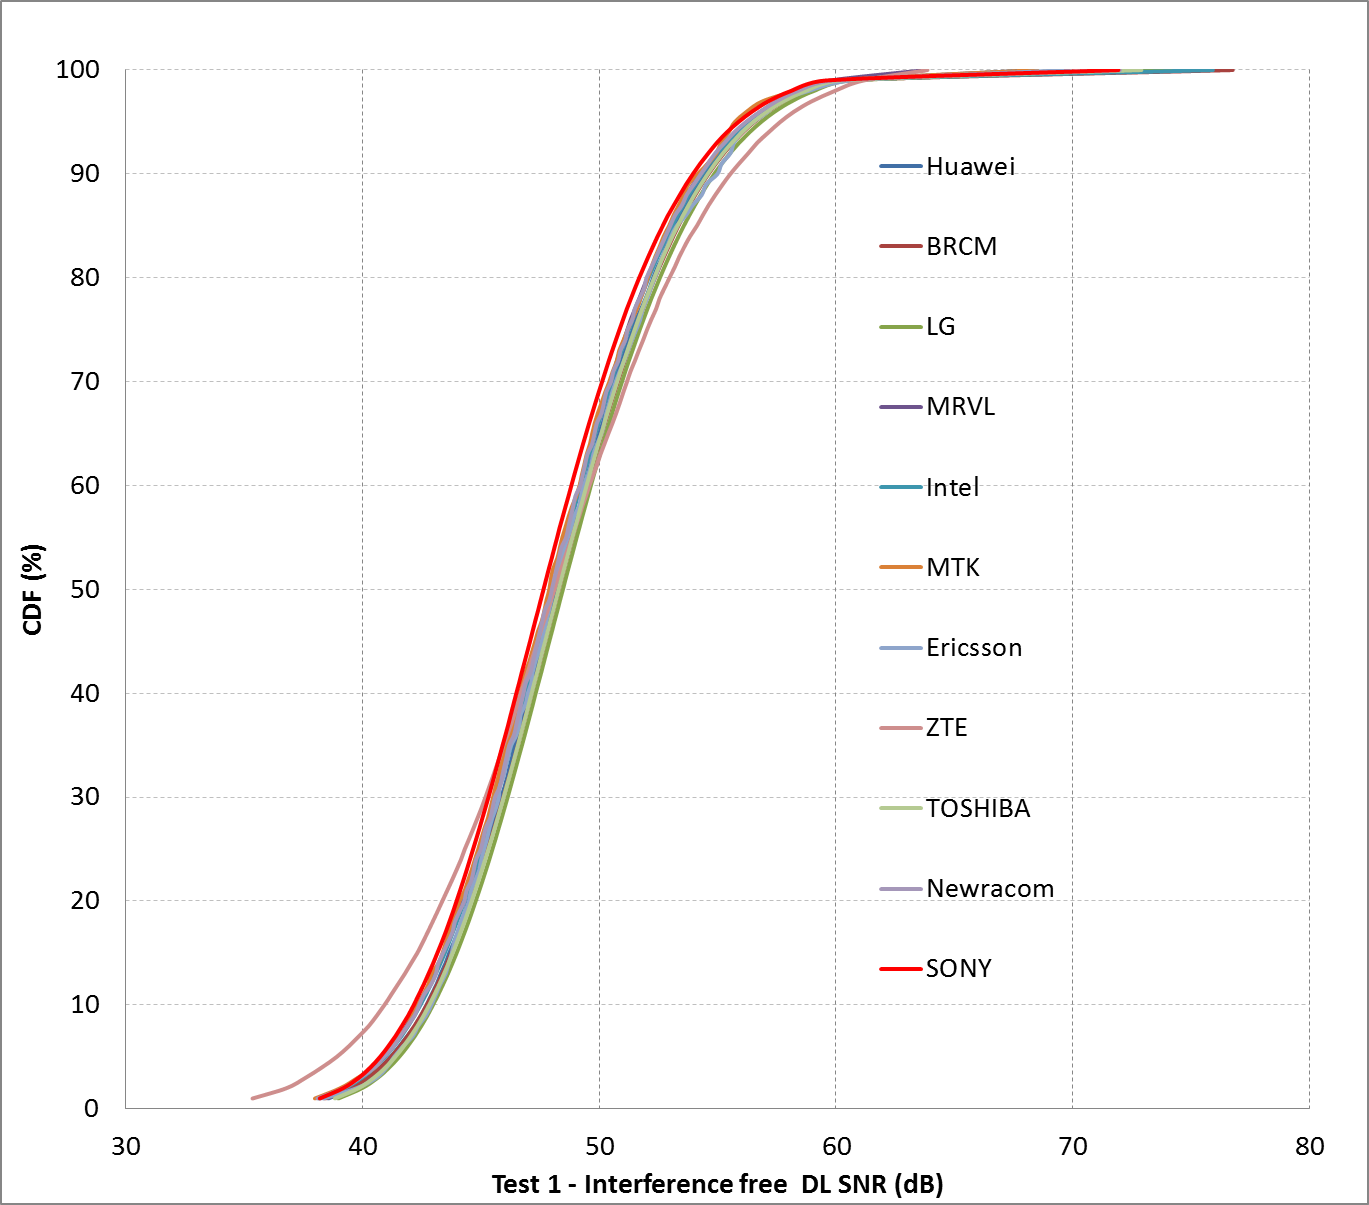 100
90
80
70
60
50
40
30
20
10
0
CDF (%)
Huawei
BRCM
LG
MRVL
Intel
MTK
Ericsson
ZTE
TOSHIBA
Newracom
SONY
30 40 50 60 70 80
Test 1 - Interference free  DL SNR (dB)